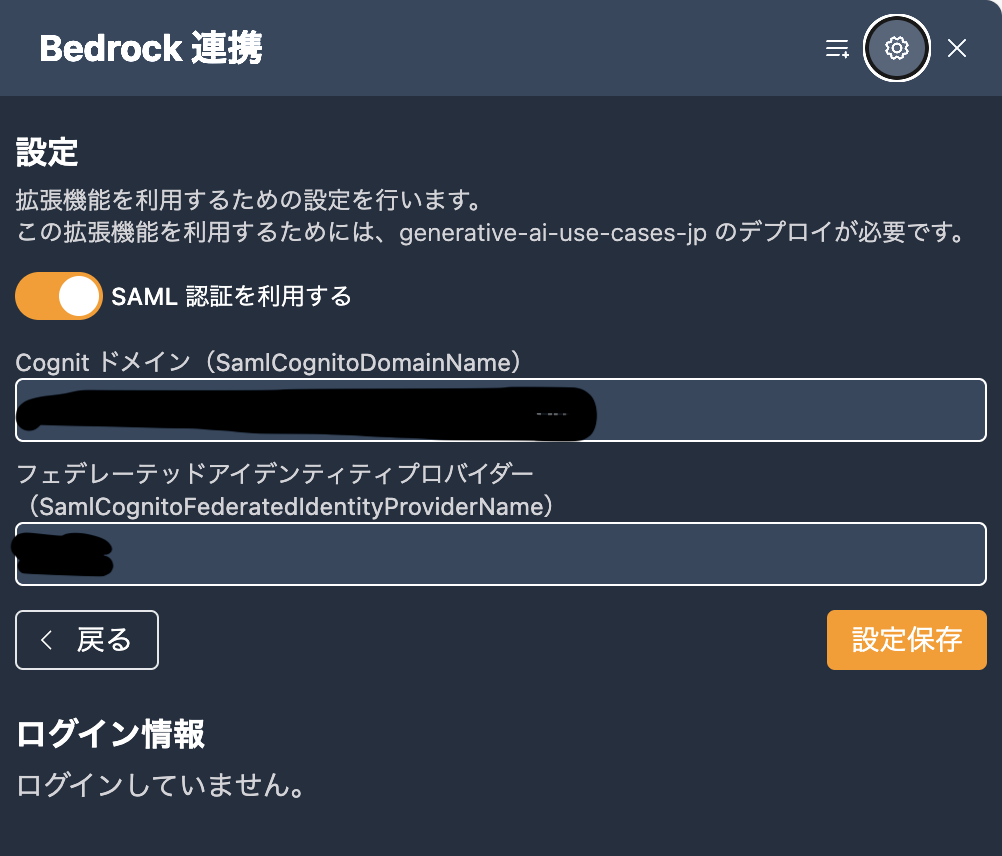 Bedrock 連携
設定
拡張機能を利用するための設定を行います。
この拡張機能を利用するためには、generative-ai-use-cases-jp のデプロイが必要です。
SAML 認証を利用する
Cognit ドメイン（SamlCognitoDomainName）
フェデレーテッドアイデンティティプロバイダー
（SamlCognitoFederatedIdentityProviderName）
戻る
設定保存
ログイン情報
ログインしていません。